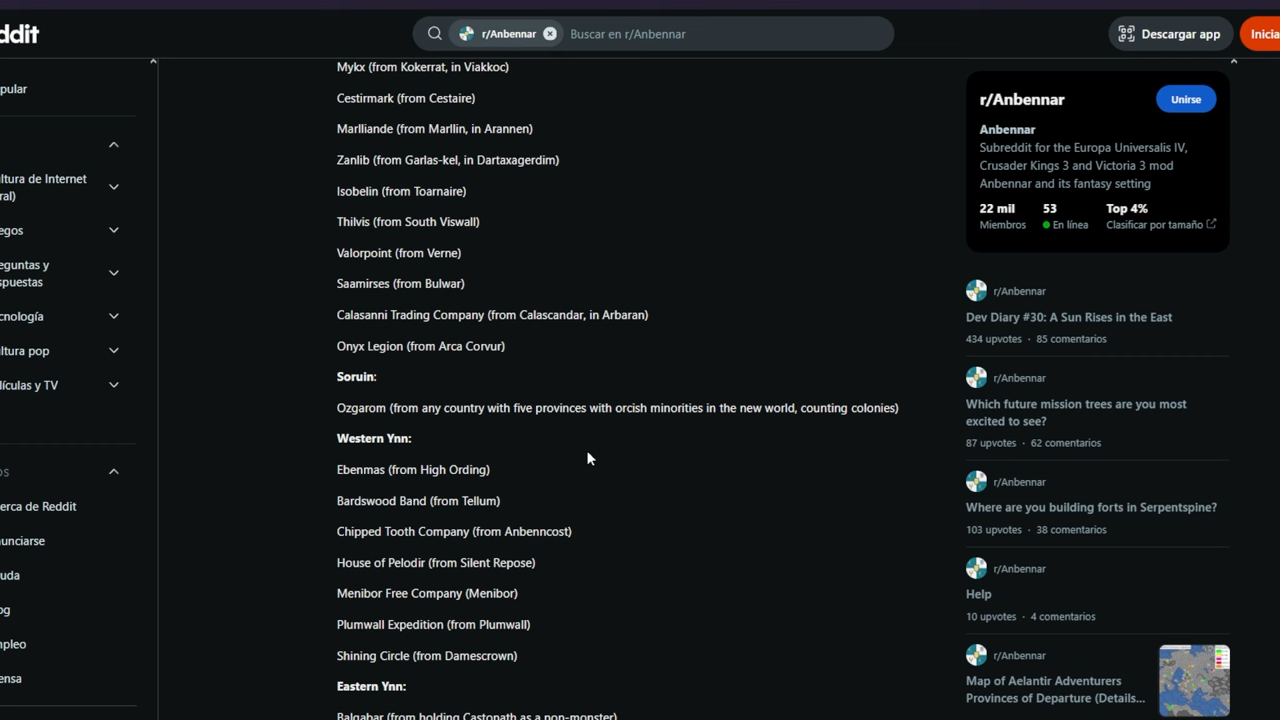 ddit
r/Anbennar
Buscar en r/Anbennar
Descargar app
Inicia
pular
ltura de Internet
ral)
egos
eguntas y
spuestas
cnología
ltura pop
lículas y TV
os
erca de Reddit
unciarse
uda
og
npleo
ensa
Mykx (from Kokerrat, in Viakkoc)
Cestirmark (from Cestaire)
Marlliande (from Marllin, in Arannen)
Zanlib (from Garlas-kel, in Dartaxagerdim)
Isobelin (from Toarnaire)
Thilvis (from South Viswall)
Valorpoint (from Verne)
Saamirses (from Bulwar)
Calasanni Trading Company (from Calascandar, in Arbaran)
Onyx Legion (from Arca Corvur)
Soruin:
Ozgarom (from any country with five provinces with orcish minorities in the new world, counting colonies)
Western Ynn:
Ebenmas (from High Ording)
Bardswood Band (from Tellum)
Chipped Tooth Company (from Anbenncost)
House of Pelodir (from Silent Repose)
Menibor Free Company (Menibor)
Plumwall Expedition (from Plumwall)
Shining Circle (from Damescrown)
Eastern Ynn:
Balgabar (from holding Castonath as a non-monster)
r/Anbennar
Unirse
Anbennar
Subreddit for the Europa Universalis IV,
Crusader Kings 3 and Victoria 3 mod
Anbennar and its fantasy setting
22 mil
53
Top 4%
Miembros
En línea
Clasificar por tamaño
r/Anbennar
Dev Diary #30: A Sun Rises in the East
434 upvotes · 85 comentarios
r/Anbennar
Which future mission trees are you most
excited to see?
87 upvotes · 62 comentarios
r/Anbennar
Where are you building forts in Serpentspine?
103 upvotes · 38 comentarios
r/Anbennar
Help
10 upvotes · 4 comentarios
r/Anbennar
Map of Aelantir Adventurers
Provinces of Departure (Details...